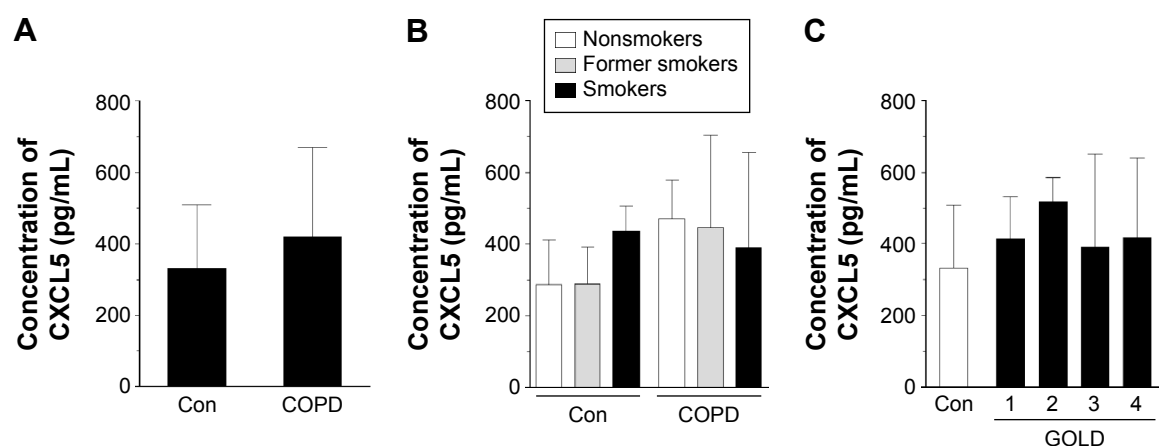 A
Concentration of
CXCL5 (pg/mL)
800
600
400
200
0
Con COPD
B
Nonsmokers
Former smokers
Smokers
Concentration of
CXCL5 (pg/mL)
800
600
400
200
0
Con COPD
C
Concentration of
CXCL5 (pg/mL)
800
600
400
200
0
Con 1 2 3 4
GOLD